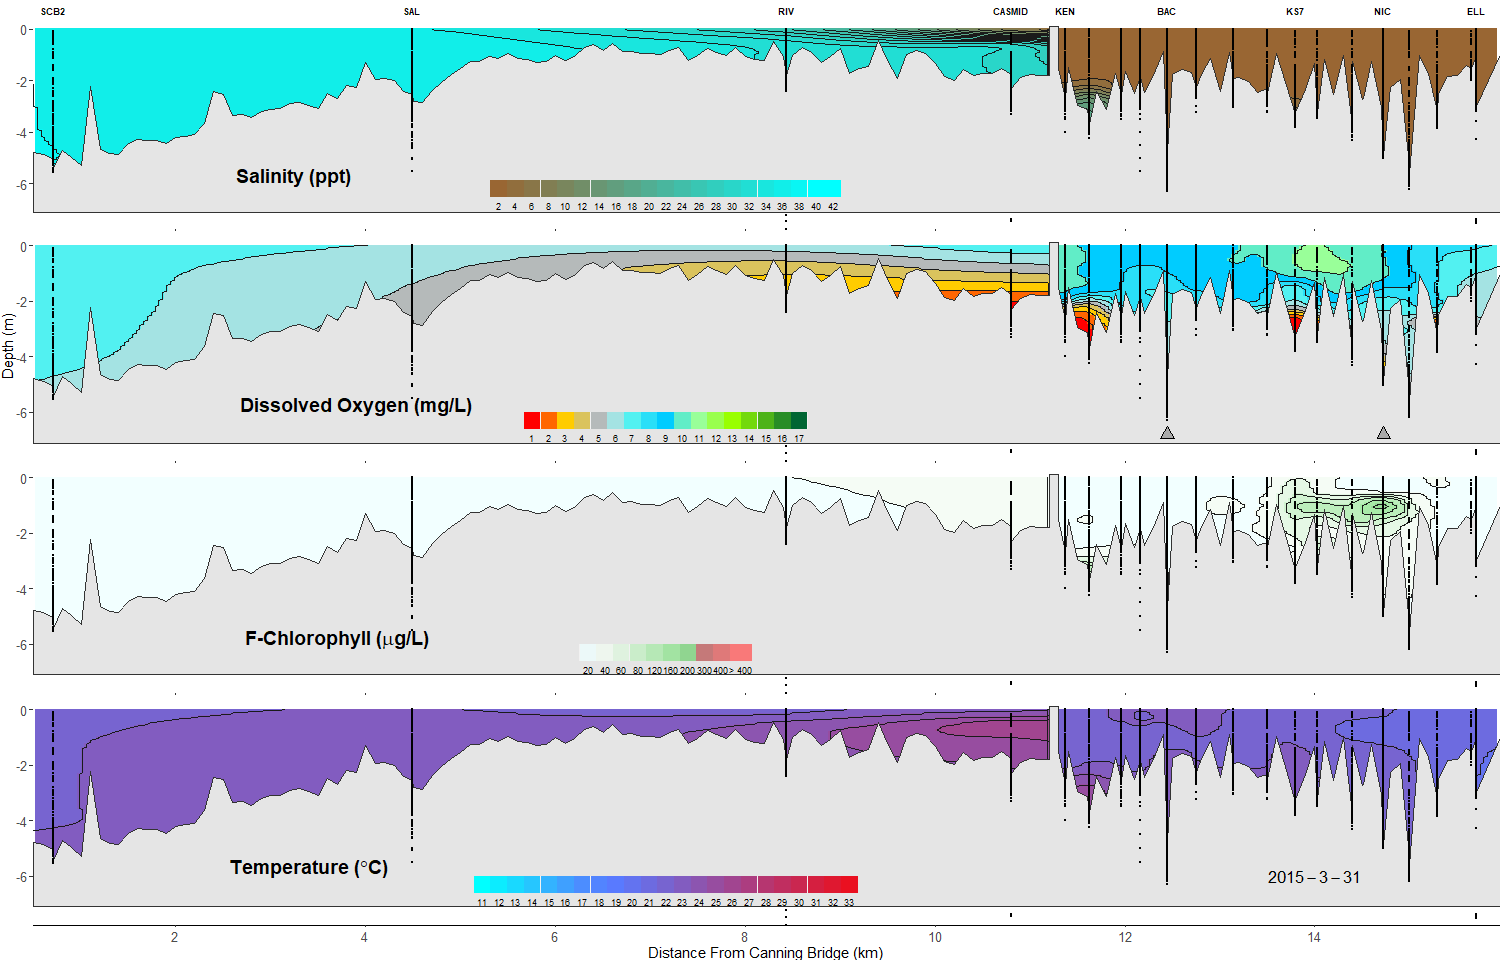 SCB2 SAL RIV CASMID KEN BAC KS7 NIC ELL
0
-2
-4
-6
Salinity (ppt)
2 4 6 8 10 12 14 16 18 20 22 24 26 28 30 32 34 36 38 40 42
0
-2
-4
-6
Dissolved Oxygen (mg/L)
1 2 3 4 5 6 7 8 9 10 11 12 13 14 15 16 17
Depth (m)
0
-2
-4
-6
F-Chlorophyll (µg/L)
20 40 60 80 120 160 200 300 400 > 400
0
-2
-4
-6
Temperature (°C)
2015 – 3 – 31
11 12 13 14 15 16 17 18 19 20 21 22 23 24 25 26 27 28 29 30 31 32 33
2 4 6 8 10 12 14
Distance From Canning Bridge (km)